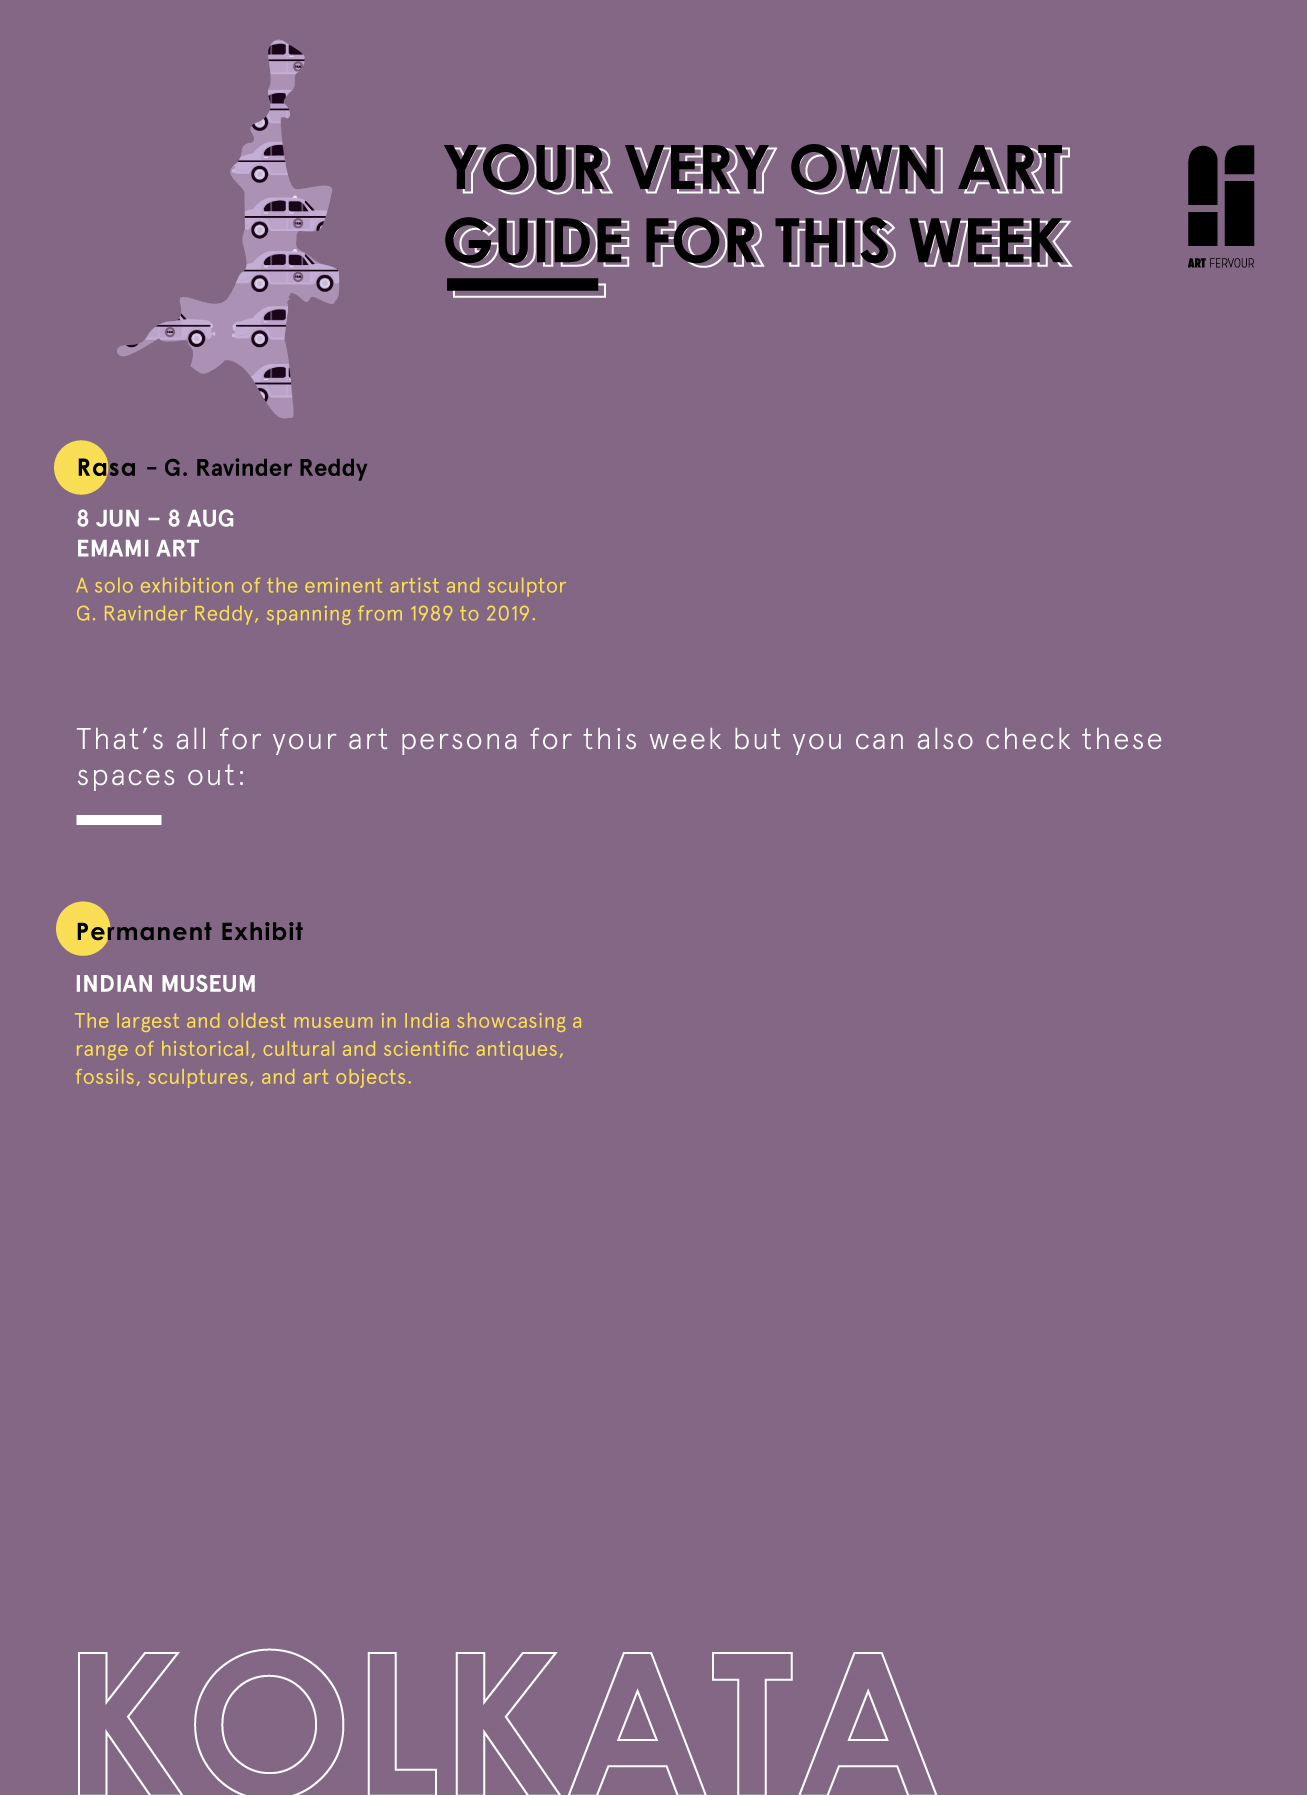 YOUR VERY OWN ART
GUIDE FOR THIS WEEK
ART FERVOUR
Rasa - G. Ravinder Reddy
8 JUN – 8 AUG
EMAMI ART
A solo exhibition of the eminent artist and sculptor
G. Ravinder Reddy, spanning from 1989 to 2019.
That’s all for your art persona for this week but you can also check these
spaces out:
Permanent Exhibit
INDIAN MUSEUM
The largest and oldest museum in India showcasing a
range of historical, cultural and scientific antiques,
fossils, sculptures, and art objects.
KOLKATA